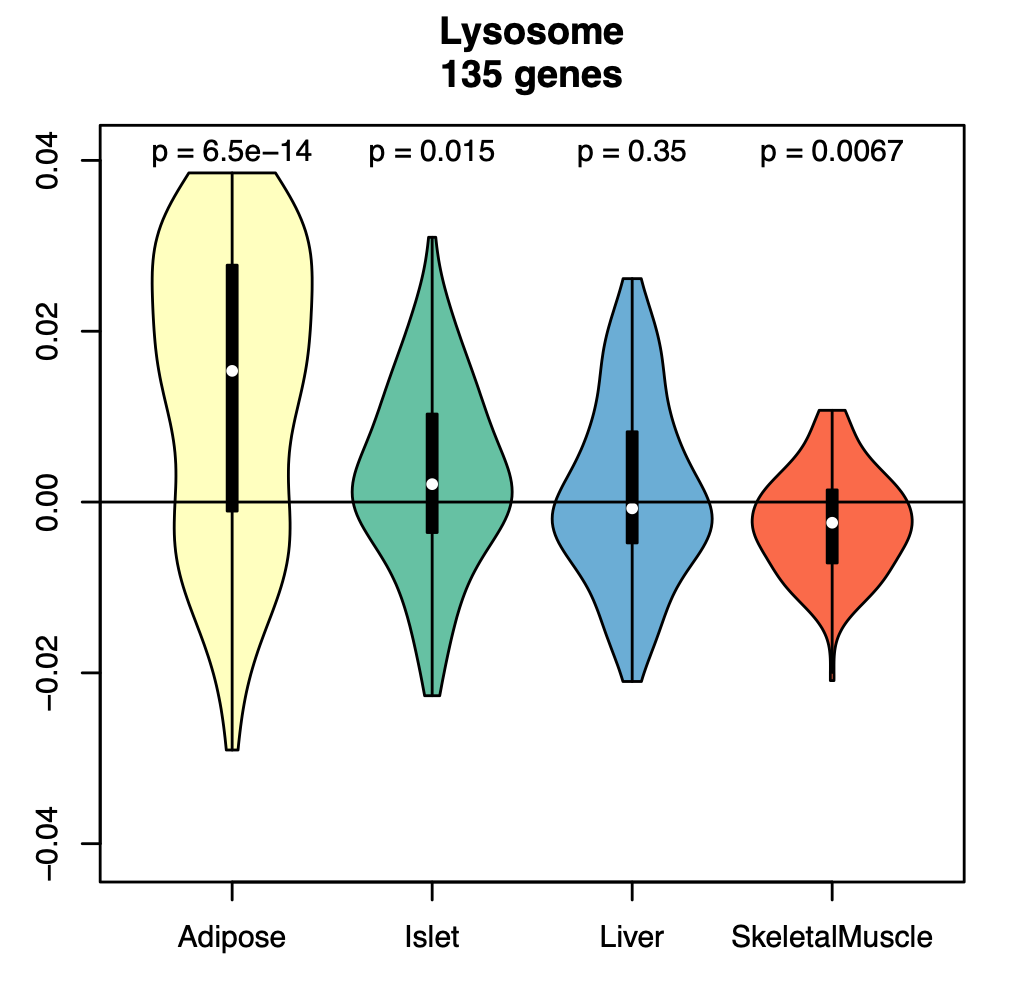 Lysosome
135 genes
p = 6.5e−14 p = 0.015 p = 0.35 p = 0.0067
0.04
0.02
0.00
−0.02
−0.04
Adipose Islet Liver SkeletalMuscle